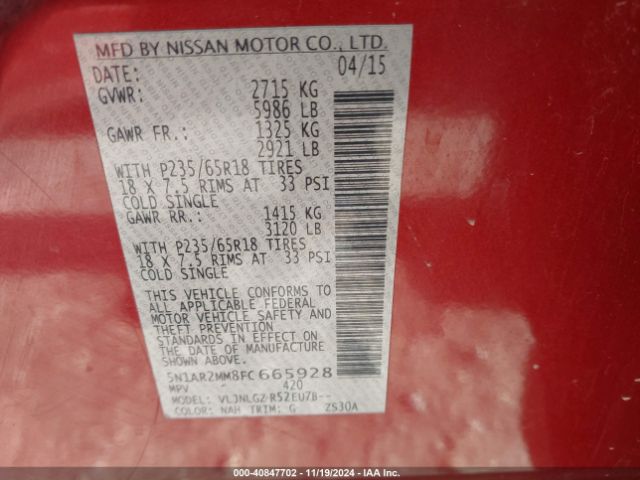 MFD BY NISSAN MOTOR CO., LTD.
DATE: 04/15
GVWR: 2715 KG
5986 LB
GAWR FR.: 1325 KG
2921 LB
WITH P235/65R18 TIRES
18 X 7.5 RIMS AT 33 PSI
COLD SINGLE
GAWR RR.: 1415 KG
3120 LB
WITH P235/65R18 TIRES
18 X 7.5 RIMS AT 33 PSI
COLD SINGLE
THIS VEHICLE CONFORMS TO
ALL APPLICABLE FEDERAL
MOTOR VEHICLE SAFETY AND
THEFT PREVENTION
STANDARDS IN EFFECT ON
THE DATE OF MANUFACTURE
SHOWN ABOVE.
5N1AR2MM8FC665928
MPV 420
MODEL: VLJNLGZ-R52EU7B--
COLOR: NAH TRIM: G ZS30A
000-40847702 - 11/19/2024 - IAA Inc.